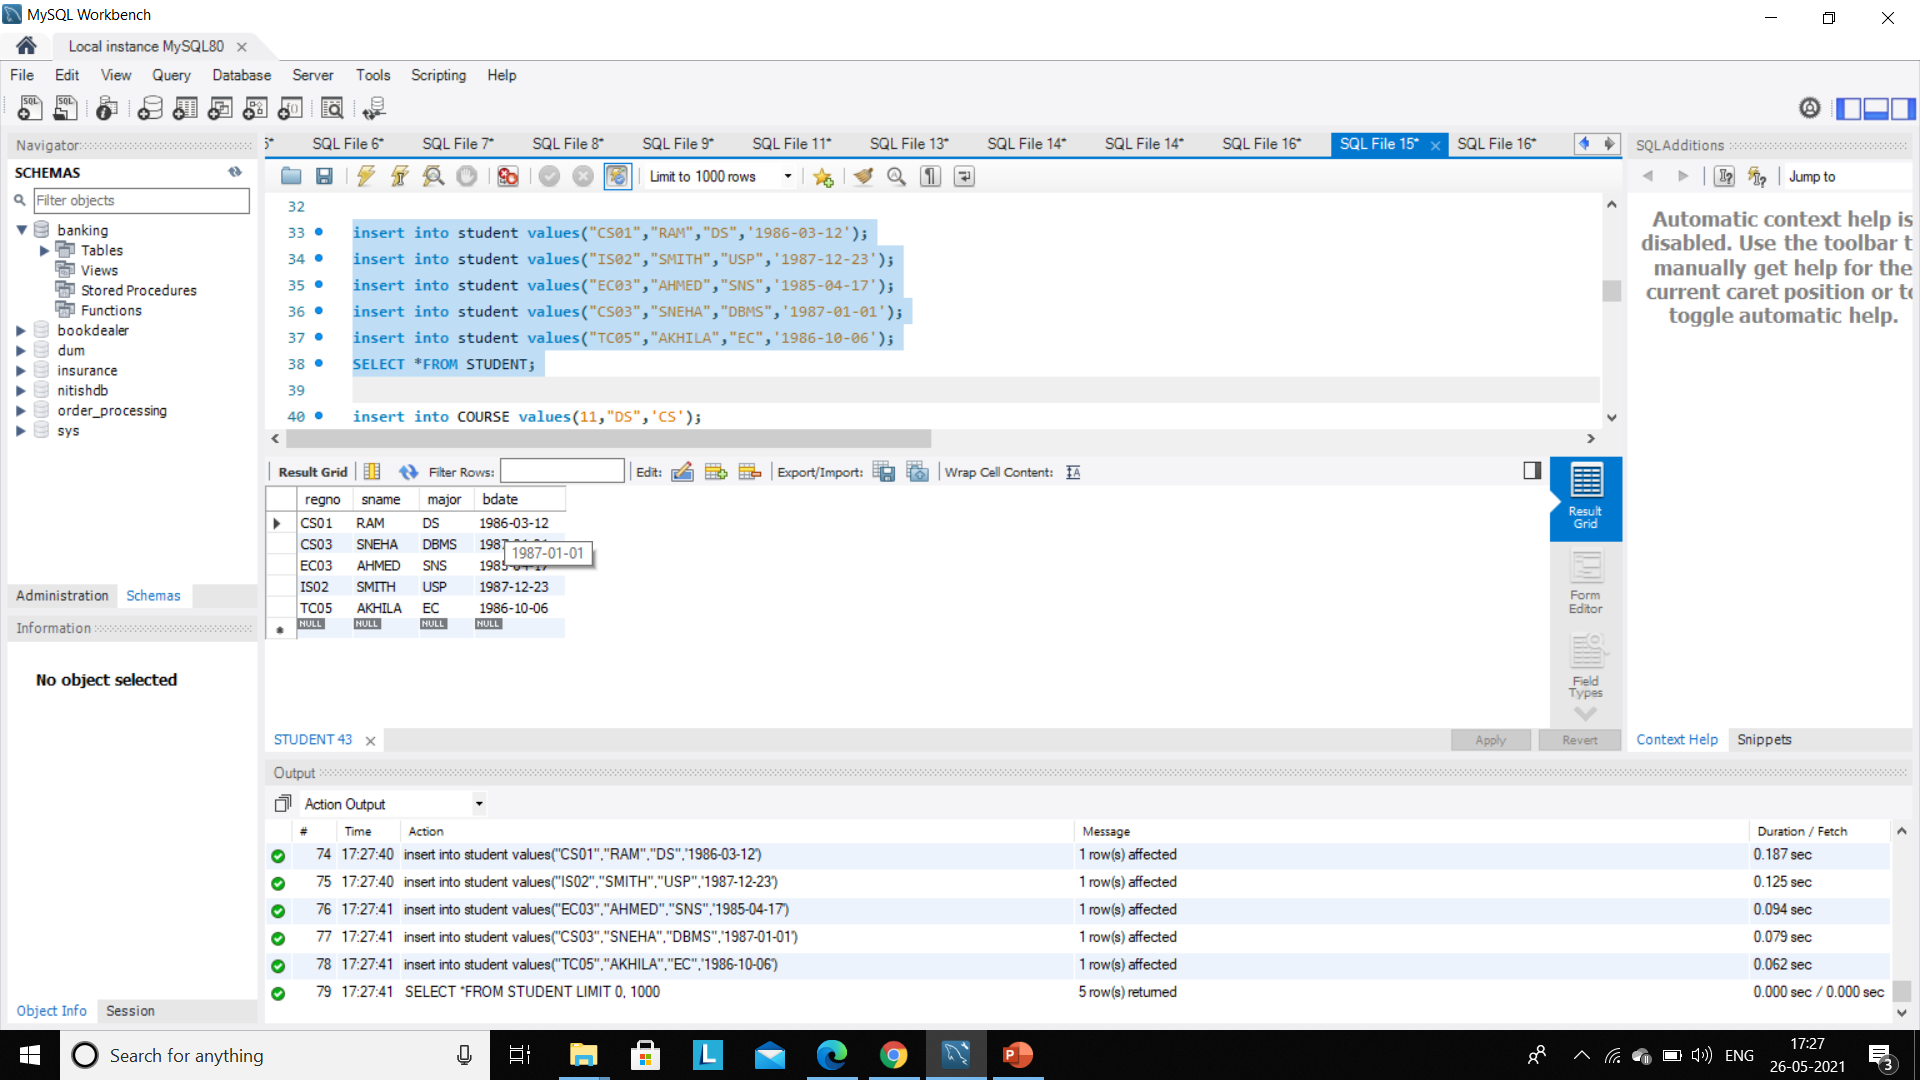 MySQL Workbench
Local instance MySQL80
File Edit View Query Database Server Tools Scripting Help
Navigator
SCHEMAS
Filter objects
banking
Tables
Views
Stored Procedures
Functions
bookdealer
dum
insurance
nitishdb
order_processing
sys
Administration Schemas
Information
No object selected
Object Info Session
5* SQL File 6* SQL File 7* SQL File 8* SQL File 9* SQL File 11* SQL File 13* SQL File 14* SQL File 14* SQL File 16* SQL File 15* SQL File 16*
Limit to 1000 rows
32
33 insert into student values("CS01","RAM","DS",'1986-03-12');
34 insert into student values("IS02","SMITH","USP",'1987-12-23');
35 insert into student values("EC03","AHMED","SNS",'1985-04-17');
36 insert into student values("CS03","SNEHA","DBMS",'1987-01-01');
37 insert into student values("TC05","AKHILA","EC",'1986-10-06');
38 SELECT *FROM STUDENT;
39
40 insert into COURSE values(11,"DS",'CS');
Result Grid Filter Rows: Edit: Export/Import: Wrap Cell Content:
regno sname major bdate
CS01 RAM DS 1986-03-12
CS03 SNEHA DBMS 1987
1987-01-01
EC03 AHMED SNS 1985-04-17
IS02 SMITH USP 1987-12-23
TC05 AKHILA EC 1986-10-06
NULL NULL NULL NULL
Result Grid
Form Editor
Field Types
STUDENT 43
Apply Revert
SQLAdditions
Jump to
Automatic context help is
disabled. Use the toolbar t
manually get help for the
current caret position or to
toggle automatic help.
Context Help Snippets
Output
Action Output
# Time Action Message Duration / Fetch
74 17:27:40 insert into student values("CS01","RAM","DS",'1986-03-12') 1 row(s) affected 0.187 sec
75 17:27:40 insert into student values("IS02","SMITH","USP",'1987-12-23') 1 row(s) affected 0.125 sec
76 17:27:41 insert into student values("EC03","AHMED","SNS",'1985-04-17') 1 row(s) affected 0.094 sec
77 17:27:41 insert into student values("CS03","SNEHA","DBMS",'1987-01-01') 1 row(s) affected 0.079 sec
78 17:27:41 insert into student values("TC05","AKHILA","EC",'1986-10-06') 1 row(s) affected 0.062 sec
79 17:27:41 SELECT *FROM STUDENT LIMIT 0, 1000 5 row(s) returned 0.000 sec / 0.000 sec
Search for anything
ENG
17:27
26-05-2021
3